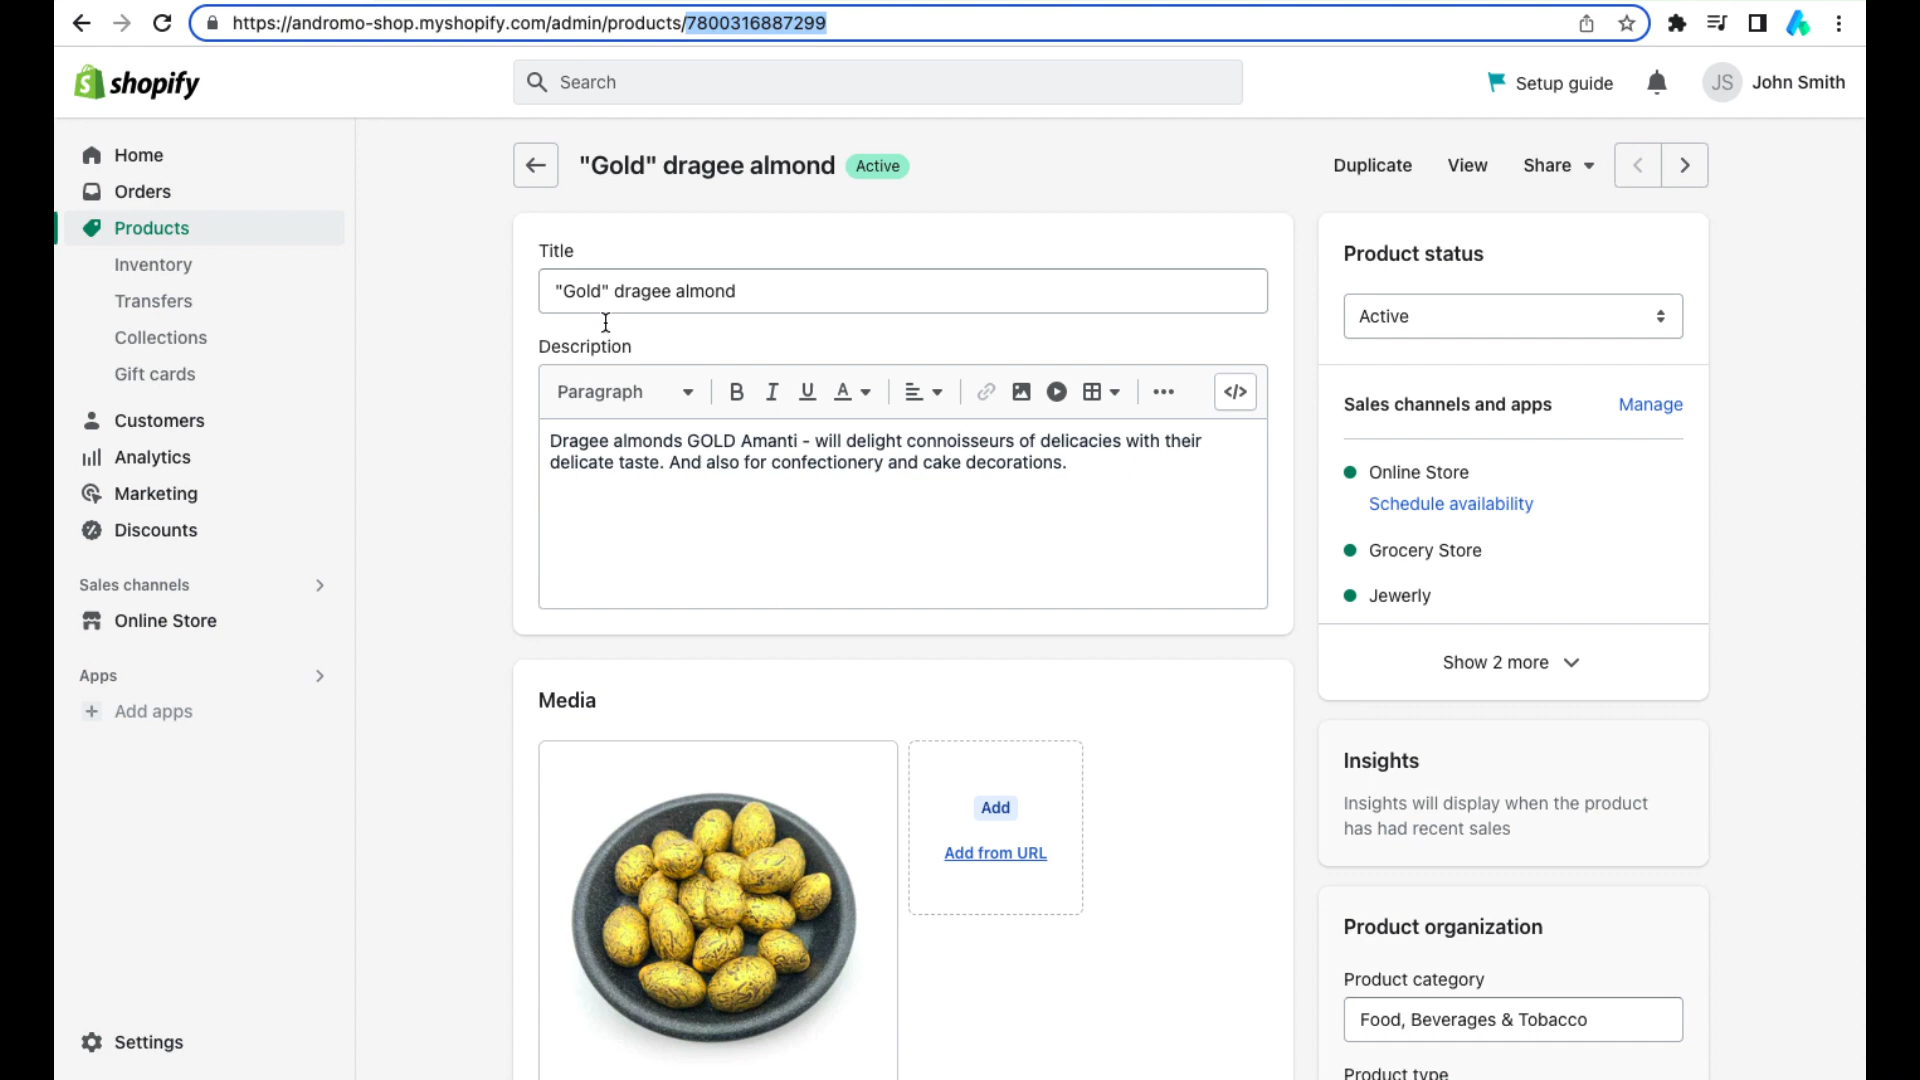 https://andromo-shop.myshopify.com/admin/products/7800316887299
shopify
Search
Setup guide
JS
John Smith
Home
Orders
Products
Inventory
Transfers
Collections
Gift cards
Customers
Analytics
Marketing
Discounts
Sales channels
Online Store
Apps
+ Add apps
Settings
"Gold" dragee almond
Active
Duplicate
View
Share
Title
"Gold" dragee almond
Description
Paragraph
B I U A
</>
Dragee almonds GOLD Amanti - will delight connoisseurs of delicacies with their
delicate taste. And also for confectionery and cake decorations.
Media
Add
Add from URL
Product status
Active
Sales channels and apps
Manage
Online Store
Schedule availability
Grocery Store
Jewerly
Show 2 more
Insights
Insights will display when the product
has had recent sales
Product organization
Product category
Food, Beverages & Tobacco
Product type